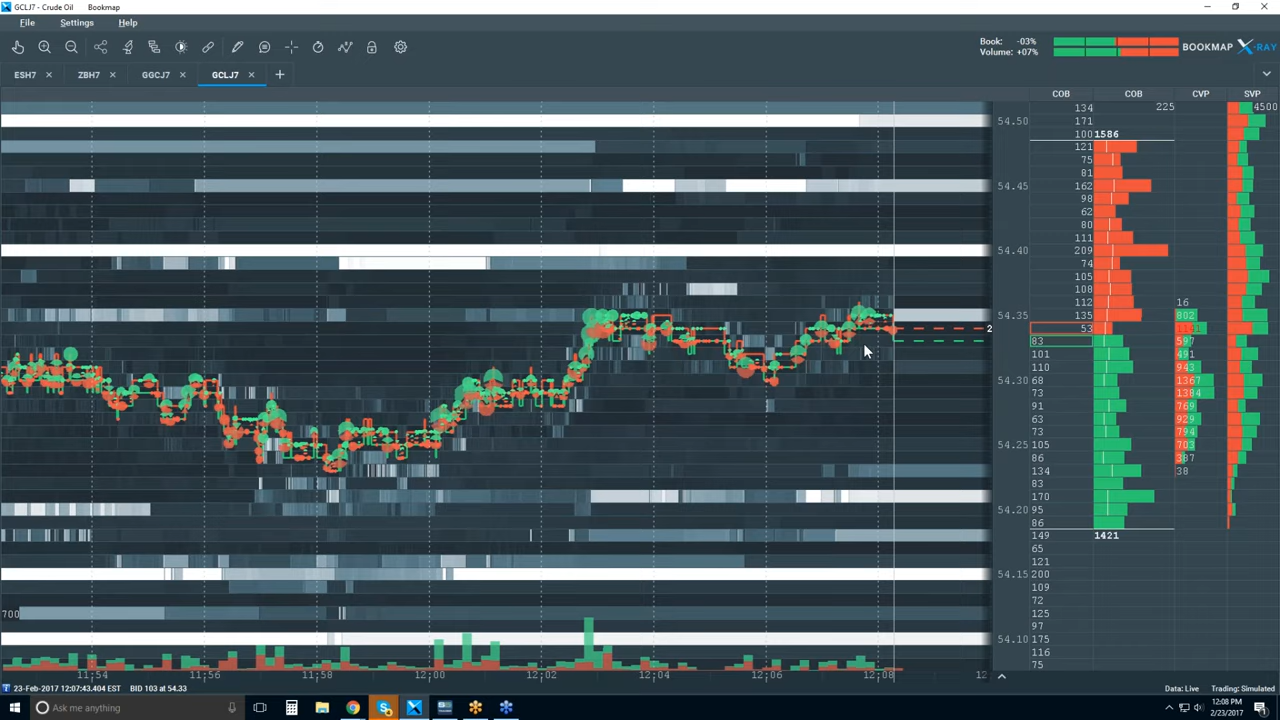 GCLJ7 - Crude Oil Bookmap
File Settings Help
Book: -03%
Volume: +07%
BOOKMAP X-RAY
ESH7 ZBH7 GGCJ7 GCLJ7
COB COB CVP SVP
134 225 4500
54.50 171
100 1586
121
75
81
54.45 162
98
62
80
111
54.40 209
74
105
108
112 16
54.35 135 802
2 53 1141
83 597
101 491
110 943
54.30 68 1367
73 1384
91 769
63 929
73 794
54.25 105 703
86 387
134 38
83
170
54.20 95
86
149 1421
65
121
54.15 200
109
72
700 125
97
54.10 175
116
75
11:54 11:56 11:58 12:00 12:02 12:04 12:06 12:08 12
23-Feb-2017 12:07:43.404 EST BID 103 at 54.33 Data: Live Trading: Simulated
Ask me anything 12:08 PM
2/23/2017